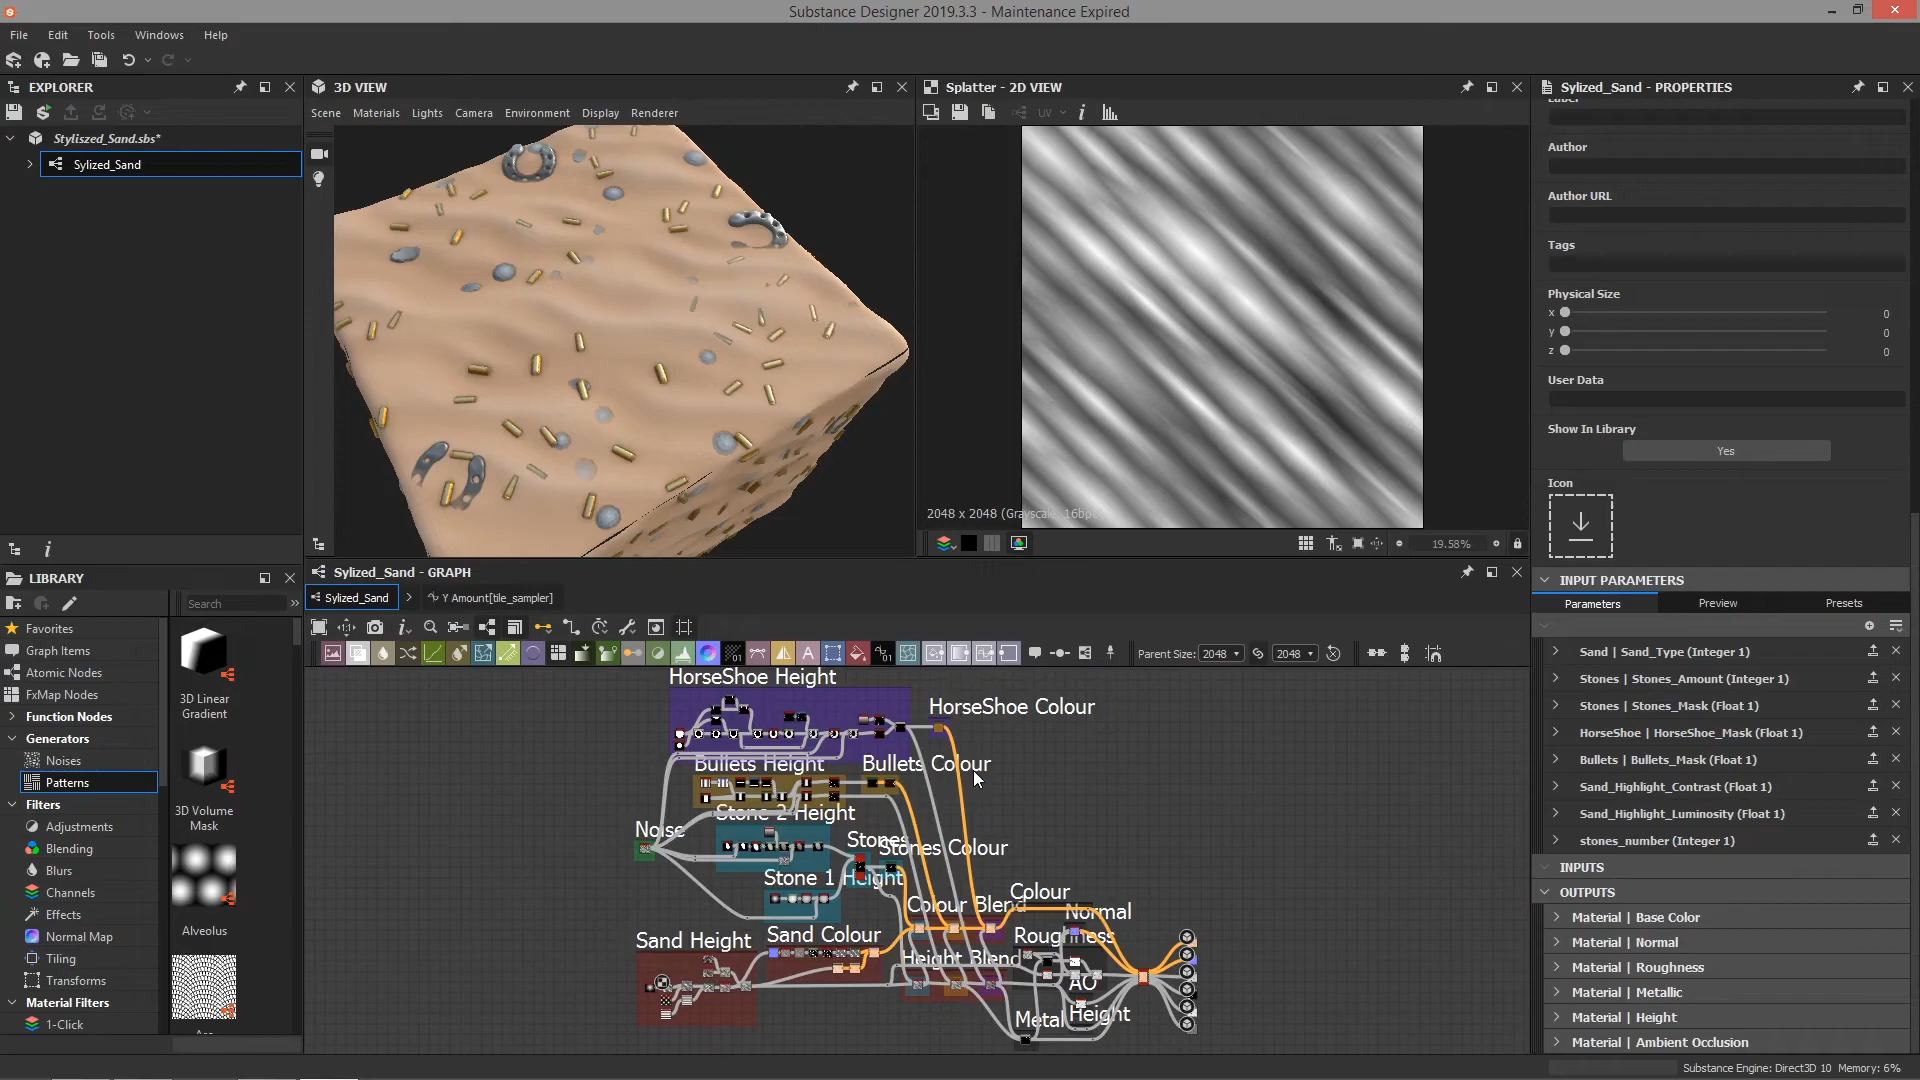 Substance Designer 2019.3.3 - Maintenance Expired
File Edit Tools Windows Help
EXPLORER
Styliszed_Sand.sbs*
Sylized_Sand
3D VIEW
Scene Materials Lights Camera Environment Display Renderer
Splatter - 2D VIEW
UV
2048 x 2048 (Grayscale, 16bpc)
19.58%
Sylized_Sand - PROPERTIES
Label
Author
Author URL
Tags
Physical Size
x 0
y 0
z 0
User Data
Show In Library
Yes
Icon
INPUT PARAMETERS
Parameters Preview Presets
Sand | Sand_Type (Integer 1)
Stones | Stones_Amount (Integer 1)
Stones | Stones_Mask (Float 1)
HorseShoe | HorseShoe_Mask (Float 1)
Bullets | Bullets_Mask (Float 1)
Sand_Highlight_Contrast (Float 1)
Sand_Highlight_Luminosity (Float 1)
stones_number (Integer 1)
INPUTS
OUTPUTS
Material | Base Color
Material | Normal
Material | Roughness
Material | Metallic
Material | Height
Material | Ambient Occlusion
LIBRARY
Search
Favorites
Graph Items
Atomic Nodes
FxMap Nodes
Function Nodes
Generators
Noises
Patterns
Filters
Adjustments
Blending
Blurs
Channels
Effects
Normal Map
Tiling
Transforms
Material Filters
1-Click
3D Linear
Gradient
3D Volume
Mask
Alveolus
Sylized_Sand - GRAPH
Sylized_Sand
Y Amount[tile_sampler]
Parent Size: 2048 2048
HorseShoe Height
HorseShoe Colour
Bullets Height
Bullets Colour
Stone 2 Height
Noise
Stones
Stones Colour
Stone 1 Height
Colour
Colour Blend
Normal
Sand Height
Sand Colour
Roughness
Height Blend
AO
Metal
Height
Substance Engine: Direct3D 10 Memory: 6%